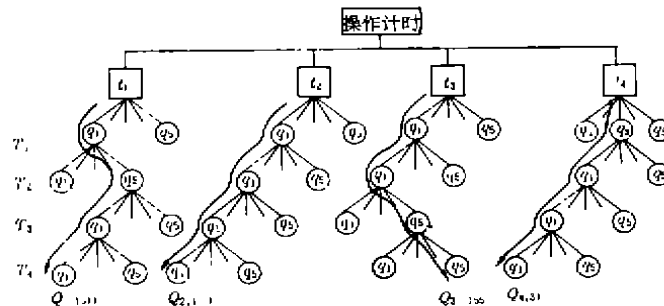 操作计时
t₁ t₂ t₃ t₄
T₁ q₁ q₅ q₁ q₅ q₁ q₅ q₂ q₃ q₅
T₂ q₁ q₅ q₁ q₅ q₁ q₅ q₁ q₅
T₃ q₁ q₅ q₁ q₅ q₁ q₅ q₁ q₅
T₄ q₁ q₅ q₁ q₅ q₁ q₅ q₁ q₅